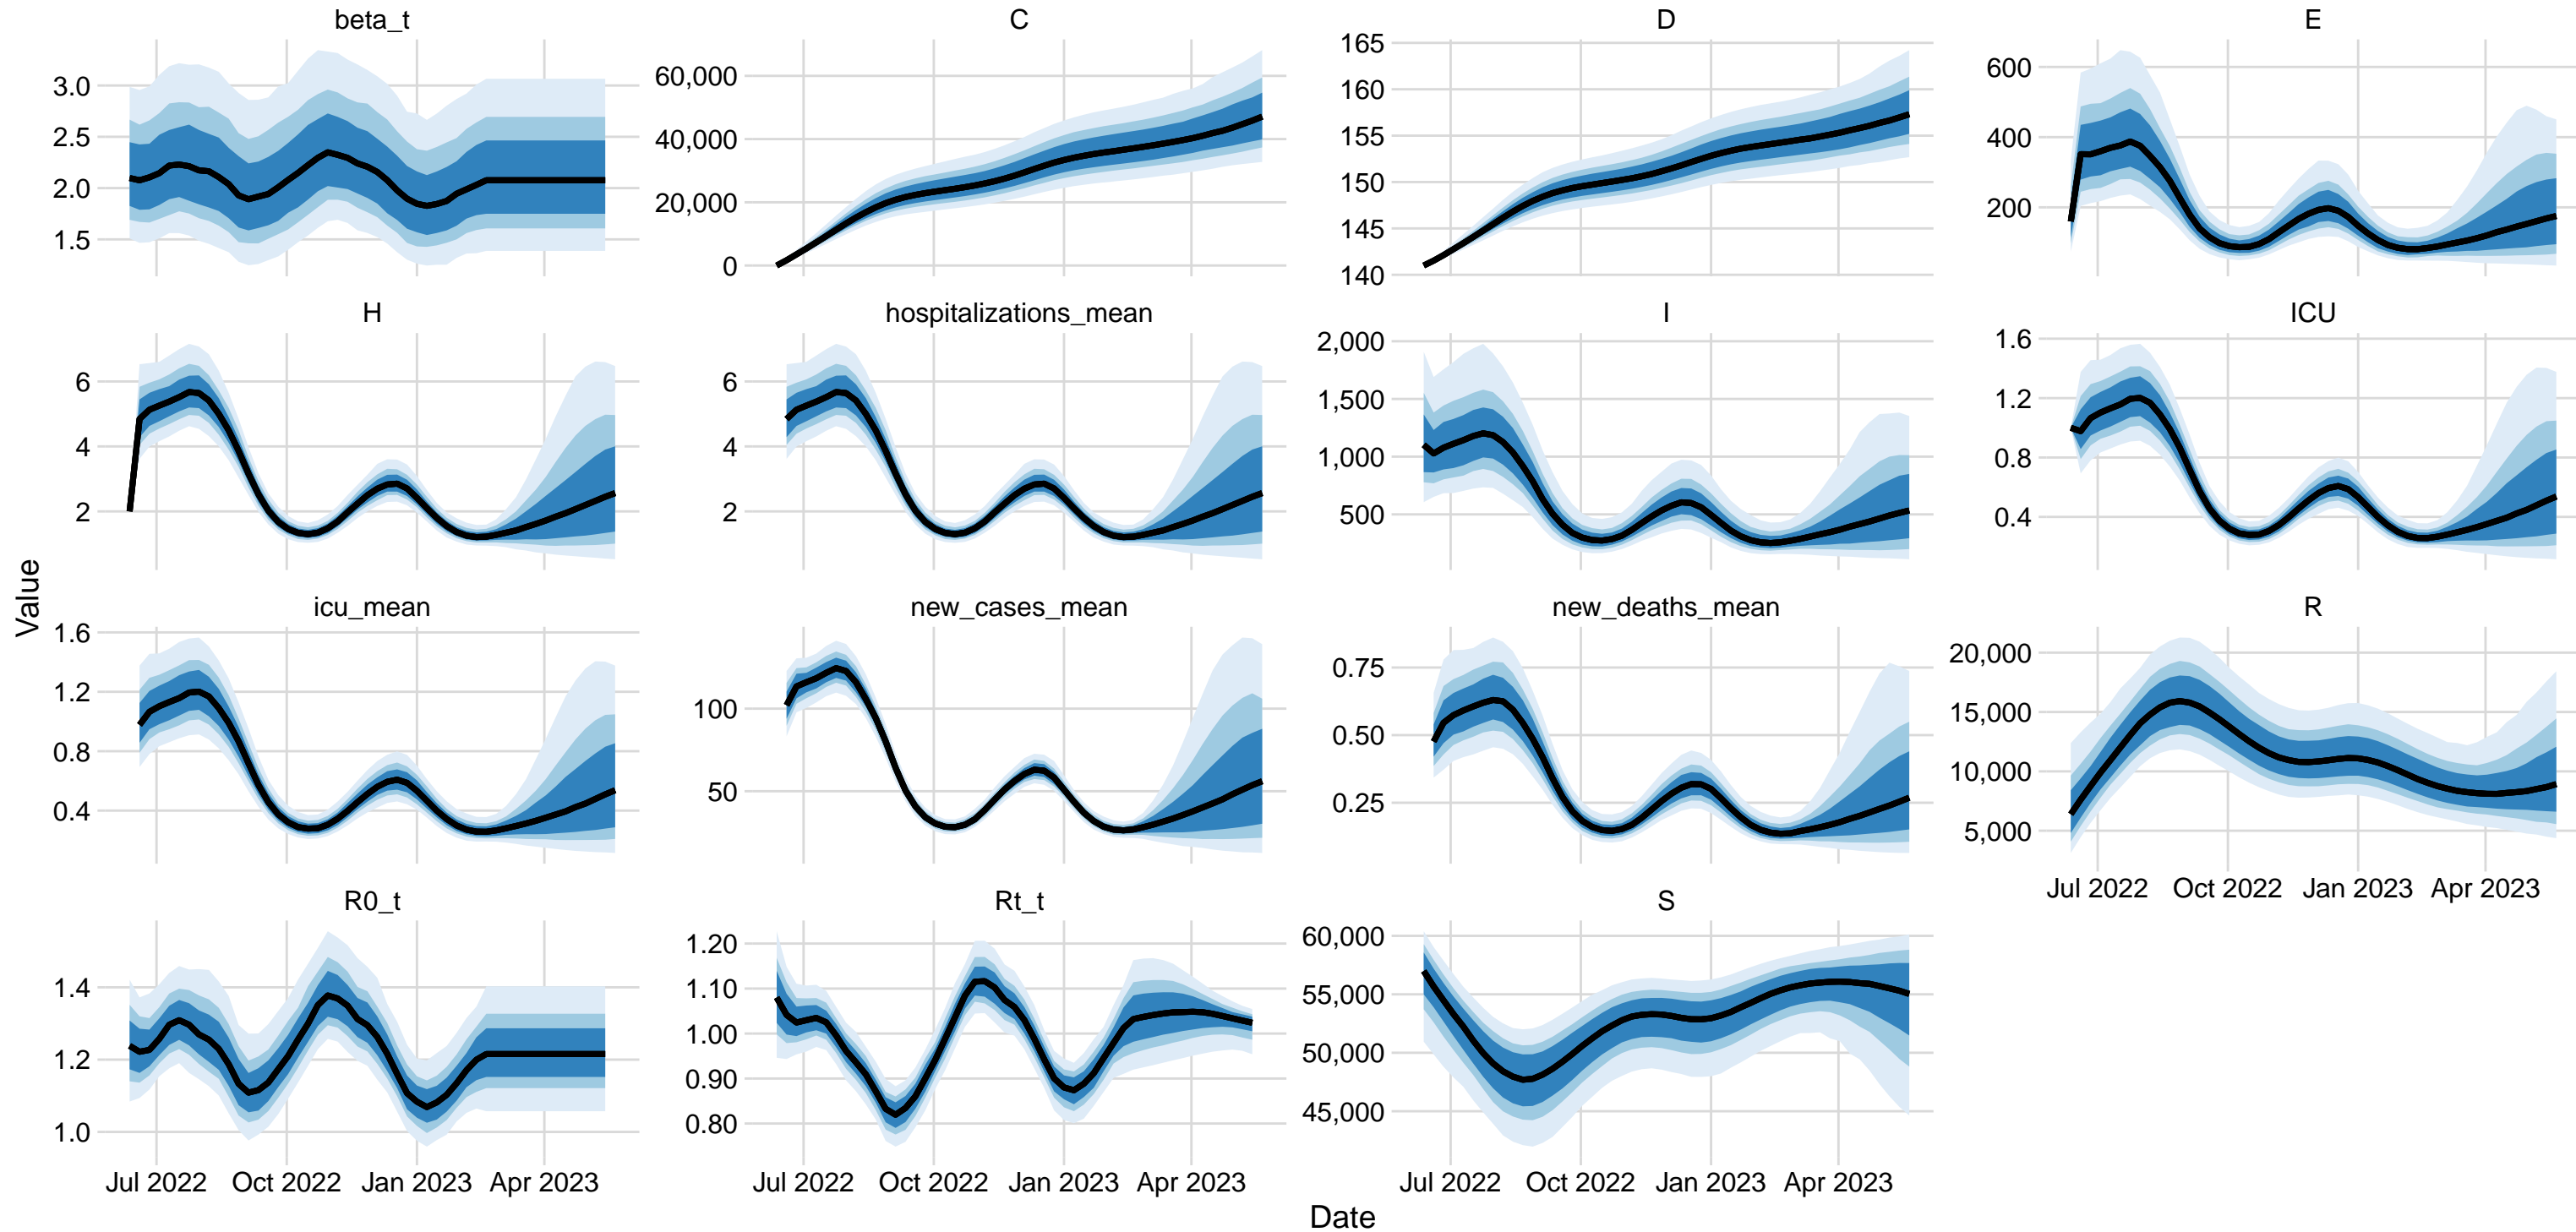 beta_t
C
D
E
3.0
2.5
2.0
1.5
60,000
40,000
20,000
0
165
160
155
150
145
140
600
400
200
H
hospitalizations_mean
I
ICU
6
4
2
6
4
2
2,000
1,500
1,000
500
1.6
1.2
0.8
0.4
Value
icu_mean
new_cases_mean
new_deaths_mean
R
1.6
1.2
0.8
0.4
100
50
0.75
0.50
0.25
20,000
15,000
10,000
5,000
Jul 2022 Oct 2022 Jan 2023 Apr 2023
R0_t
Rt_t
S
1.4
1.2
1.0
1.20
1.10
1.00
0.90
0.80
60,000
55,000
50,000
45,000
Jul 2022 Oct 2022 Jan 2023 Apr 2023
Jul 2022 Oct 2022 Jan 2023 Apr 2023
Jul 2022 Oct 2022 Jan 2023 Apr 2023
Date